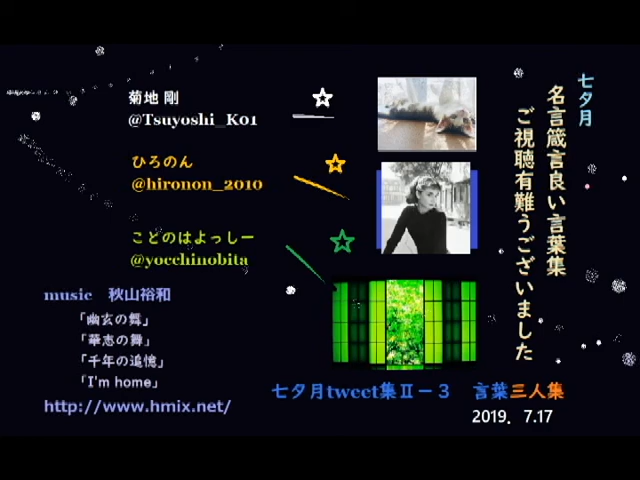 七夕月
名言箴言良い言葉集
ご視聴有難うございました
菊地 剛
@Tsuyoshi_K01
ひろのん
@hironon_2010
ことのはよっしー
@yocchinobita
music 秋山裕和
「幽玄の舞」
「華恋の舞」
「千年の追憶」
「I'm home」
http://www.hmix.net/
七夕月tweet集Ⅱ－3 言葉三人集
2019. 7.17